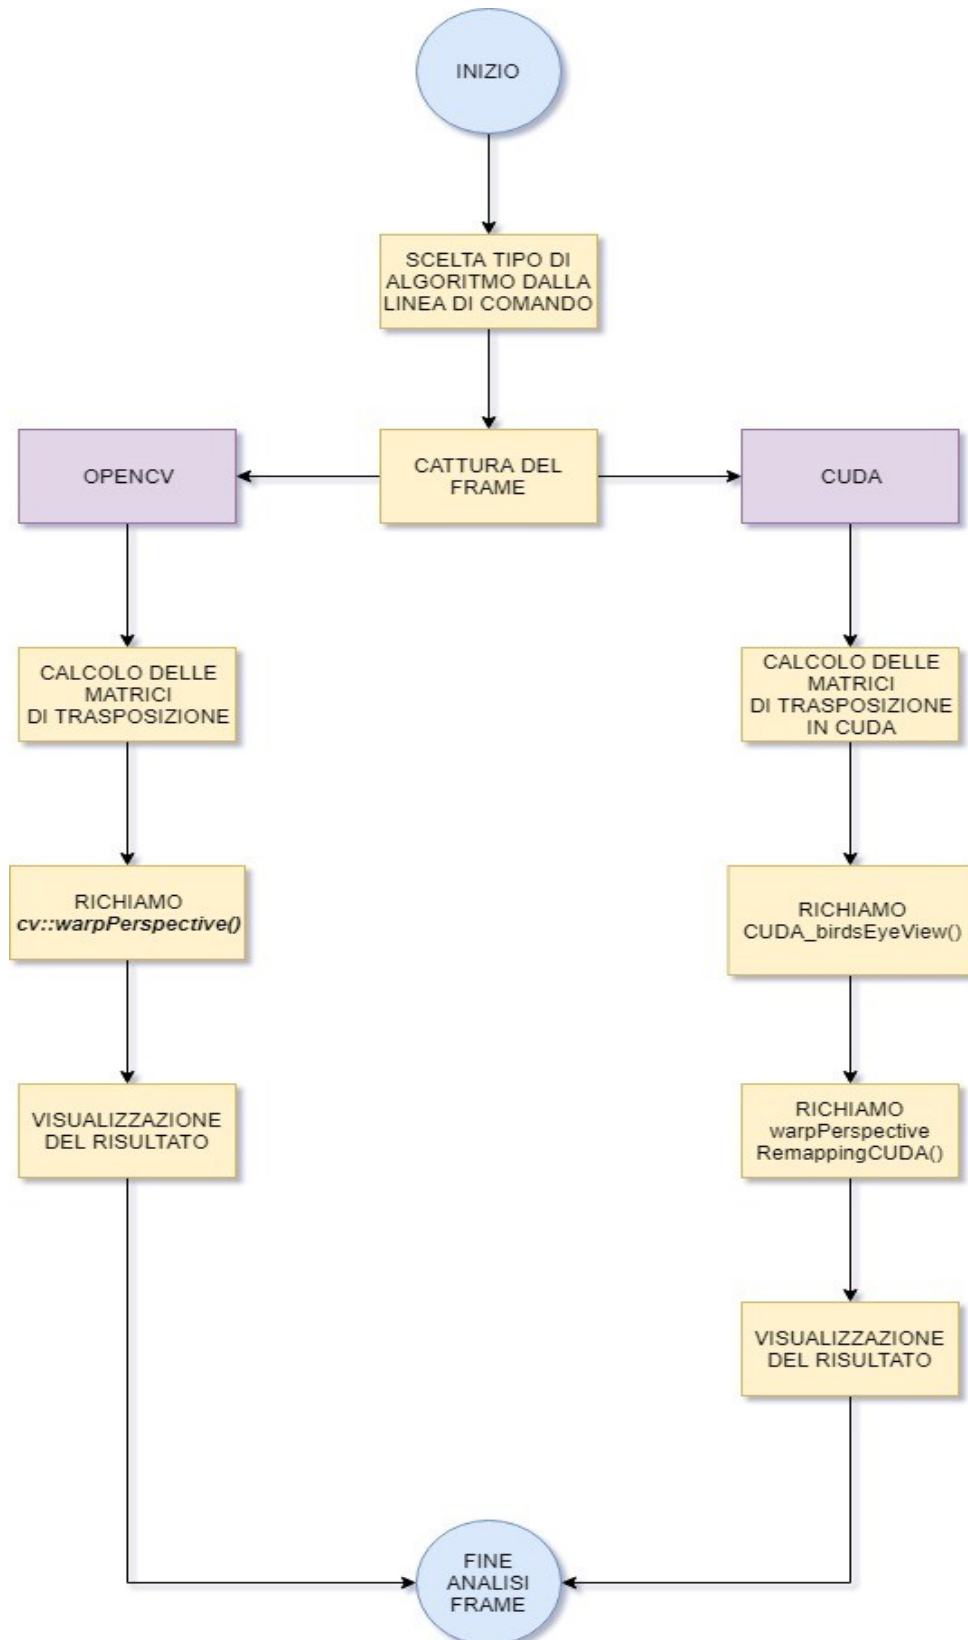 INIZIO
SCELTA TIPO DI
ALGORITMO DALLA
LINEA DI COMANDO
OPENCV
CATTURA DEL
FRAME
CUDA
CALCOLO DELLE
MATRICI
DI TRASPOSIZIONE
CALCOLO DELLE
MATRICI
DI TRASPOSIZIONE
IN CUDA
RICHIAMO
cv::warpPerspective()
RICHIAMO
CUDA_birdsEyeView()
VISUALIZZAZIONE
DEL RISULTATO
RICHIAMO
warpPerspective
RemappingCUDA()
VISUALIZZAZIONE
DEL RISULTATO
FINE
ANALISI
FRAME